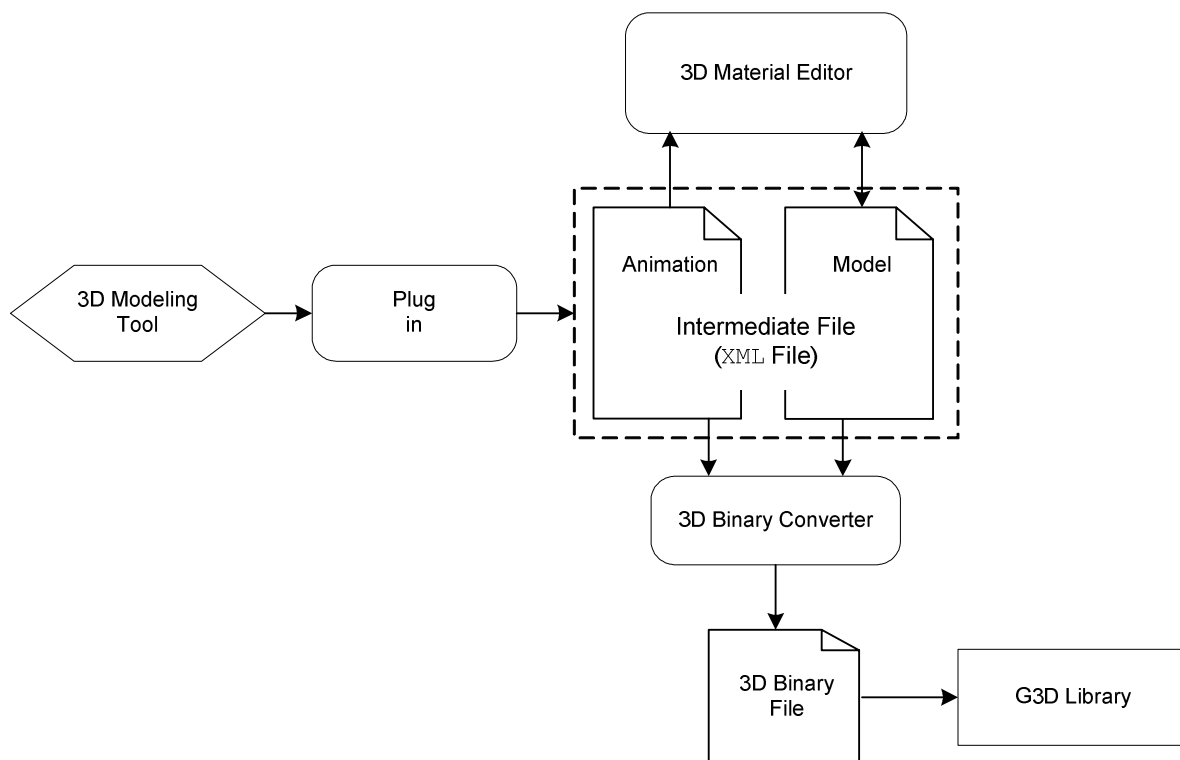 3D Material Editor
Animation
Model
3D Modeling
Tool
Plug
in
Intermediate File
(XML File)
3D Binary Converter
3D Binary
File
G3D Library